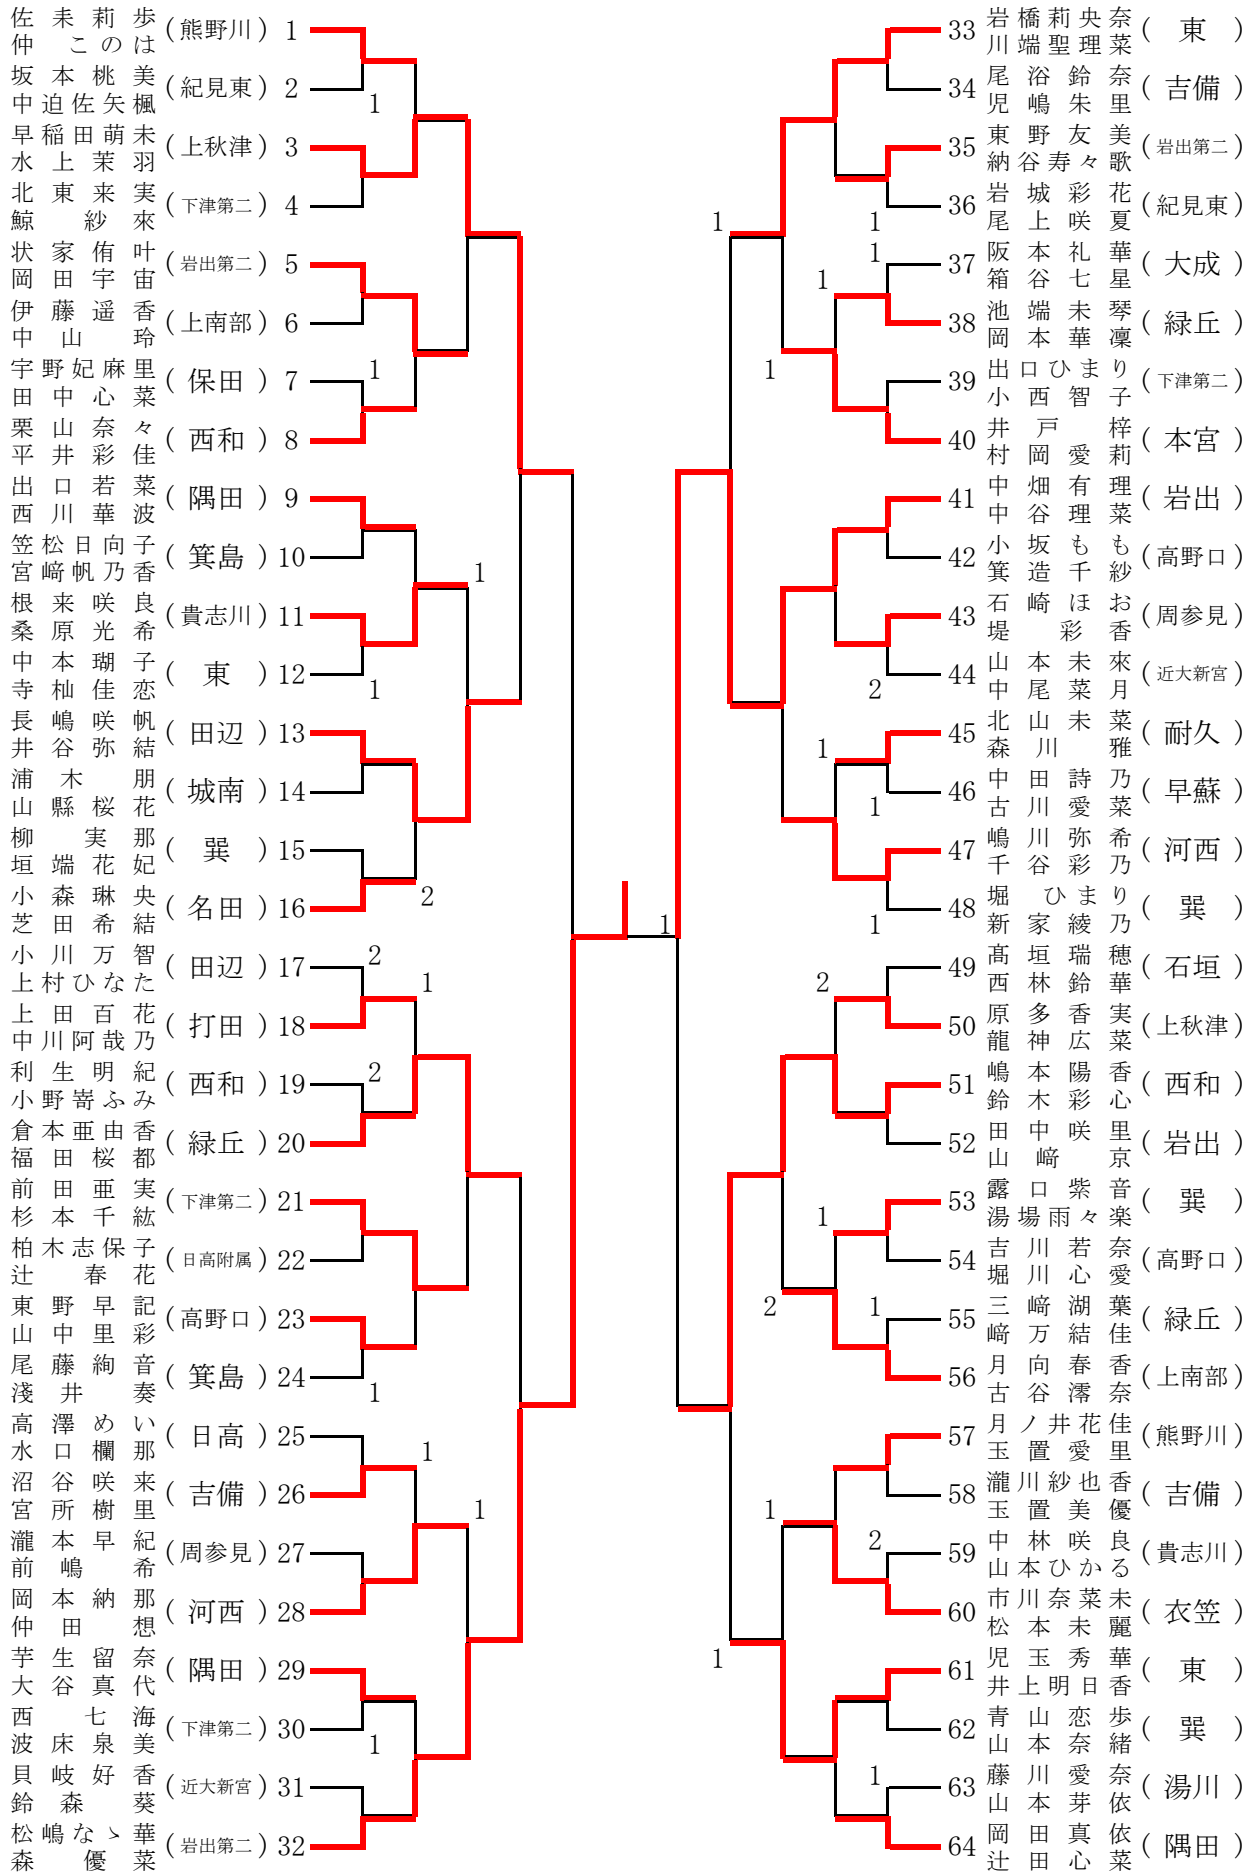 佐耒莉歩
仲このは
(熊野川) 1
坂本桃美
中迫佐矢楓
(紀見東) 2
1
早稲田萌未
水上茉羽
(上秋津) 3
北東来実
鯨紗來
(下津第二) 4
状家侑叶
岡田宇宙
(岩出第二) 5
伊藤遥香
中山玲
(上南部) 6
宇野妃麻里
田中心菜
(保田) 7
1
栗山奈々
平井彩佳
(西和) 8
出口若菜
西川華波
(隅田) 9
笠松日向子
宮﨑帆乃香
(箕島) 10
1
根来咲良
桑原光希
(貴志川) 11
中本瑚子
寺杣佳恋
(東) 12
1
長嶋咲帆
井谷弥結
(田辺) 13
浦木朋
山縣桜花
(城南) 14
柳実那
垣端花妃
(巽) 15
小森琳央
芝田希結
(名田) 16
2
小川万智
上村ひなた
(田辺) 17
2
1
上田百花
中川阿哉乃
(打田) 18
利生明紀
小野嵜ふみ
(西和) 19
2
倉本亜由香
福田桜都
(緑丘) 20
前田亜実
杉本千紘
(下津第二) 21
柏木志保子
辻春花
(日高附属) 22
東野早記
山中里彩
(高野口) 23
尾藤絢音
淺井奏
(箕島) 24
1
高澤めい
水口欄那
(日高) 25
1
沼谷咲来
宮所樹里
(吉備) 26
1
瀧本早紀
前嶋希
(周参見) 27
岡本納那
仲田想
(河西) 28
芋生留奈
大谷真代
(隅田) 29
西七海
波床泉美
(下津第二) 30
1
貝岐好香
鈴森葵
(近大新宮) 31
松嶋なゝ華
森優菜
(岩出第二) 32
1
33 岩橋莉央奈
川端聖理菜
(東)
34 尾浴鈴奈
児嶋朱里
(吉備)
35 東野友美
納谷寿々歌
(岩出第二)
36 岩城彩花
尾上咲夏
(紀見東)
1
1
37 阪本礼華
箱谷七星
(大成)
1
1
38 池端未琴
岡本華凜
(緑丘)
39 出口ひまり
小西智子
(下津第二)
1
40 井戸梓
村岡愛莉
(本宮)
41 中畑有理
中谷理菜
(岩出)
42 小坂もも
箕造千紗
(高野口)
43 石崎ほお
堤彩香
(周参見)
44 山本未來
中尾菜月
(近大新宮)
2
45 北山未菜
森川雅
(耐久)
1
46 中田詩乃
古川愛菜
(早蘇)
1
47 嶋川弥希
千谷彩乃
(河西)
48 堀ひまり
新家綾乃
(巽)
1
49 髙垣瑞穂
西林鈴華
(石垣)
2
50 原多香実
龍神広菜
(上秋津)
51 嶋本陽香
鈴木彩心
(西和)
52 田中咲里
山﨑京
(岩出)
53 露口紫音
湯場雨々楽
(巽)
1
54 吉川若奈
堀川心愛
(高野口)
2
55 三﨑湖葉
﨑万結佳
(緑丘)
1
56 月向春香
古谷澪奈
(上南部)
57 月ノ井花佳
玉置愛里
(熊野川)
58 瀧川紗也香
玉置美優
(吉備)
1
59 中林咲良
山本ひかる
(貴志川)
2
60 市川奈菜未
松本未麗
(衣笠)
1
61 児玉秀華
井上明日香
(東)
62 青山恋歩
山本奈緒
(巽)
63 藤川愛奈
山本芽依
(湯川)
1
64 岡田真依
辻田心菜
(隅田)